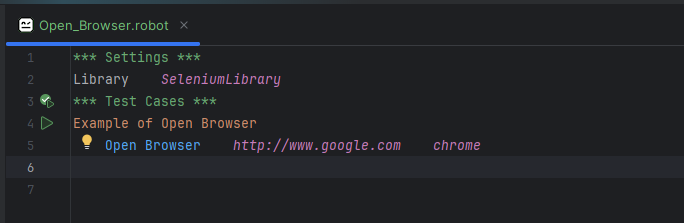 Open_Browser.robot
1 *** Settings ***
2 Library    SeleniumLibrary
3 *** Test Cases ***
4 Example of Open Browser
5     Open Browser    http://www.google.com    chrome
6
7